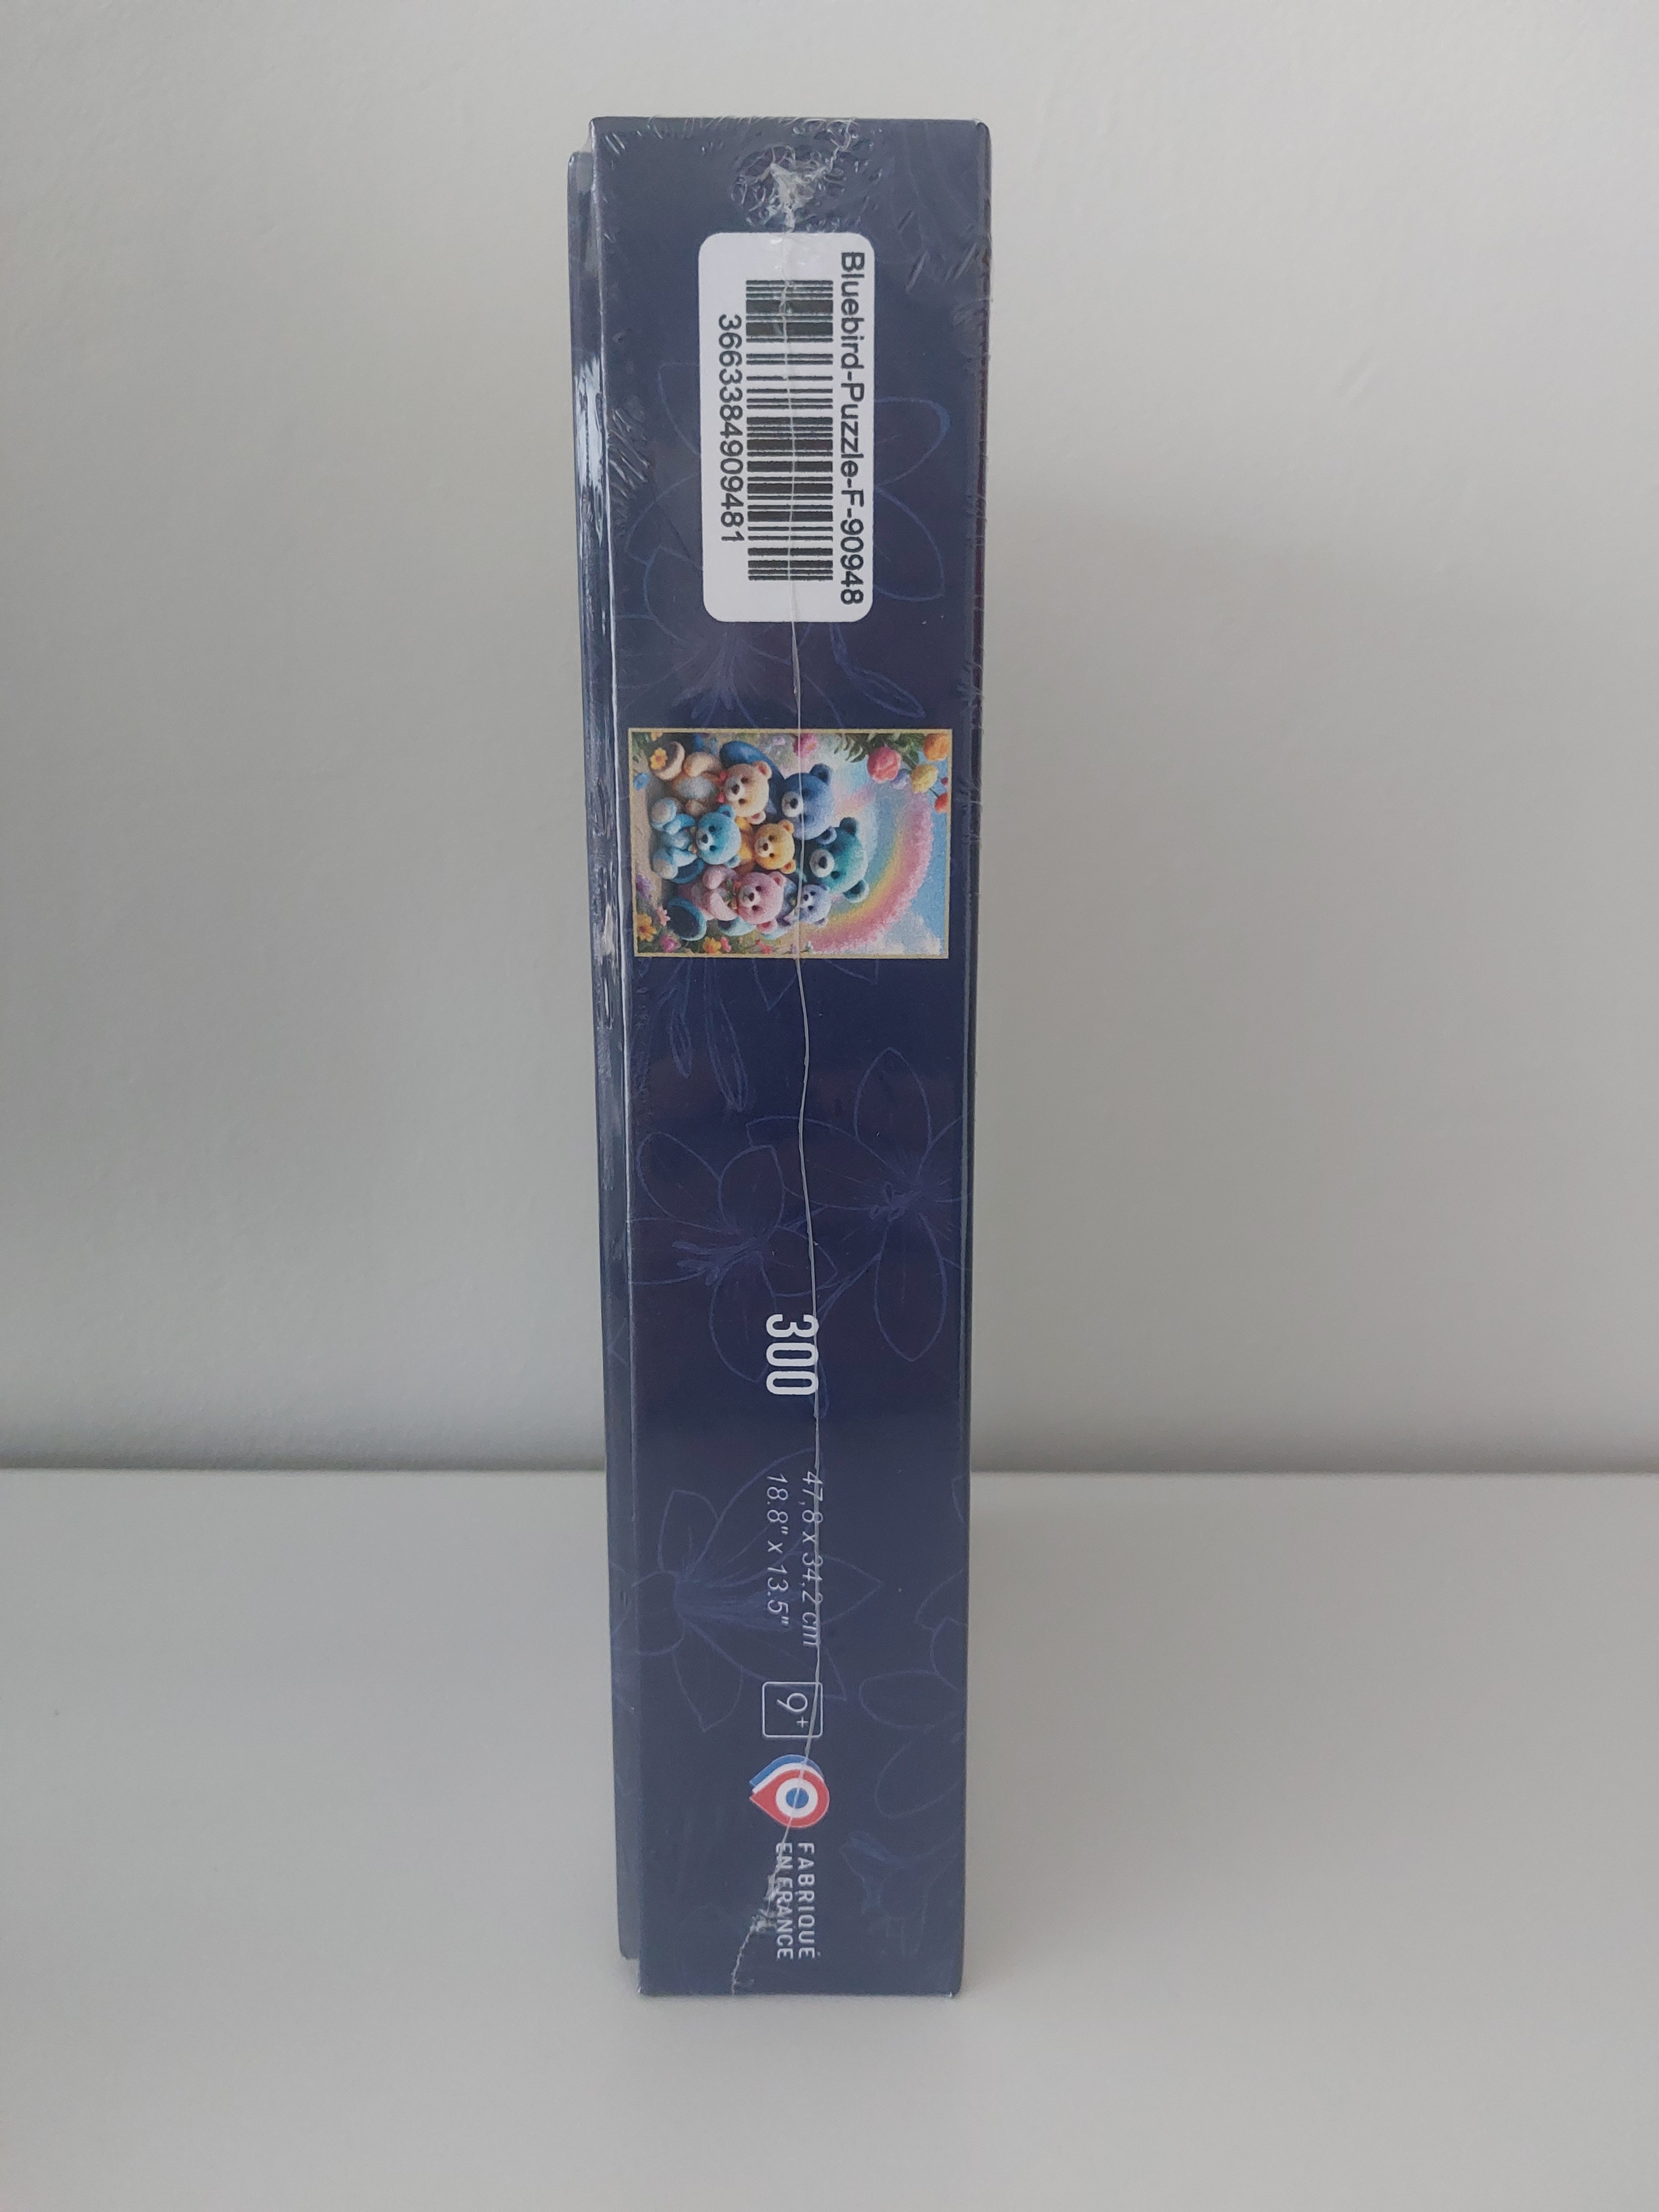 Bluebird-Puzzle-F-90948
3663384909481
300
47,8 x 34,2 cm
18.8" x 13.5"
9+
FABRIQUÉ
EN FRANCE